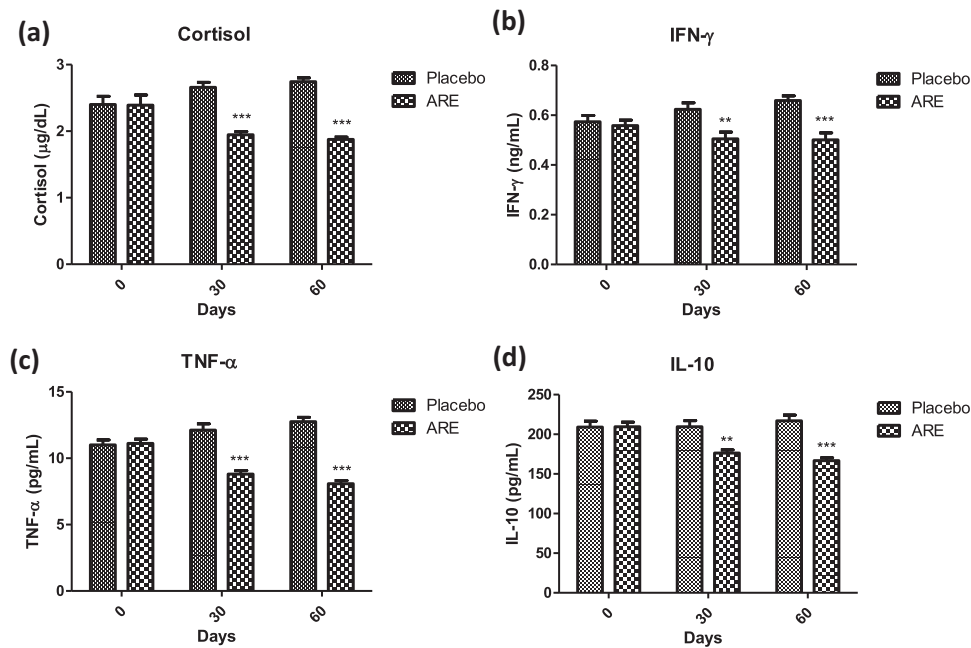 (a)
Cortisol
3
2
1
0
Cortisol (μg/dL)
***
***
0
30
60
Days
Placebo
ARE
(b)
IFN-γ
0.8
0.6
0.4
0.2
0.0
IFN-γ (ng/mL)
**
***
0
30
60
Days
Placebo
ARE
(c)
TNF-α
15
10
5
0
TNF-α (pg/mL)
***
***
0
30
60
Days
Placebo
ARE
(d)
IL-10
250
200
150
100
50
0
IL-10 (pg/mL)
**
***
0
30
60
Days
Placebo
ARE